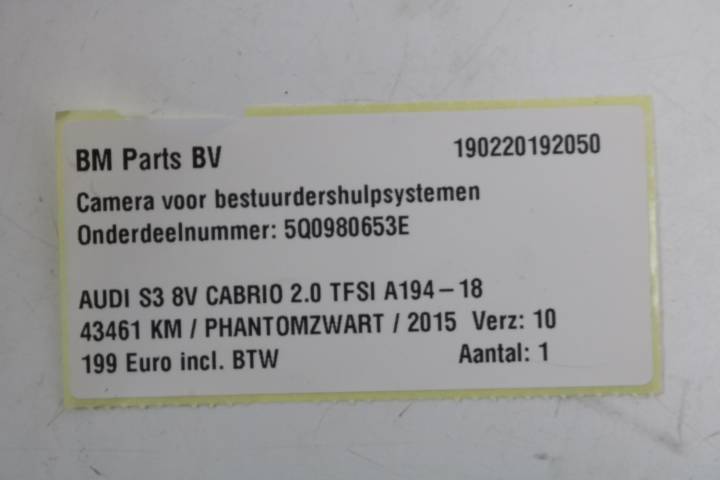 BM Parts BV 190220192050
Camera voor bestuurdershulpsystemen
Onderdeelnummer: 5Q0980653E
AUDI S3 8V CABRIO 2.0 TFSI A194-18
43461 KM / PHANTOMZWART / 2015 Verz: 10
199 Euro incl. BTW Aantal: 1